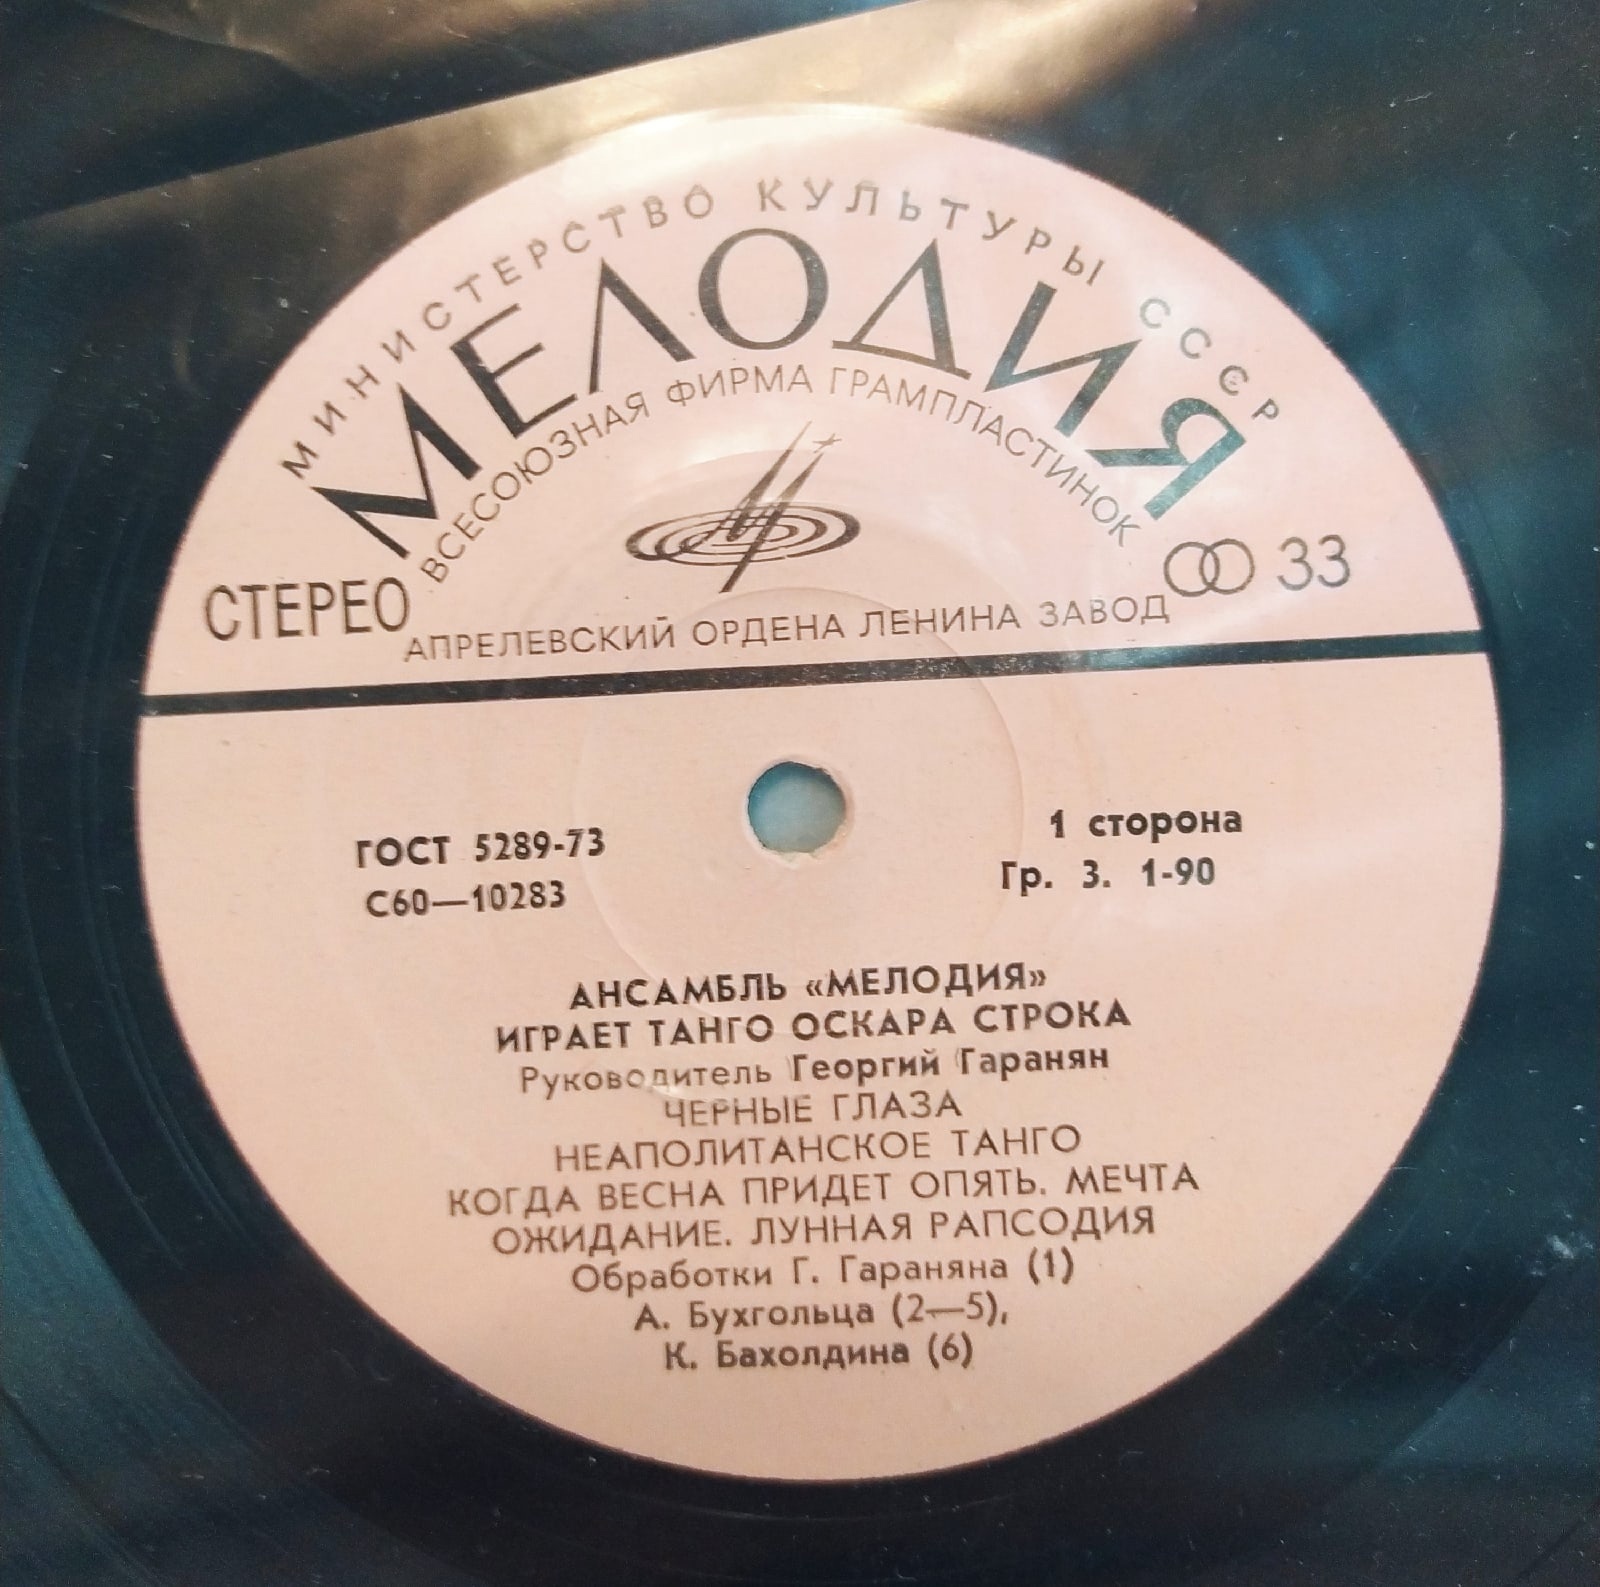 МИНИСТЕРСТВО КУЛЬТУРЫ СССР
МЕЛОДИЯ
ВСЕСОЮЗНАЯ ФИРМА ГРАМПЛАСТИНОК
СТЕРЕО
33
АПРЕЛЕВСКИЙ ОРДЕНА ЛЕНИНА ЗАВОД
ГОСТ 5289-73
С60—10283
1 сторона
Гр. 3. 1-90
АНСАМБЛЬ «МЕЛОДИЯ»
ИГРАЕТ ТАНГО ОСКАРА СТРОКА
Руководитель Георгий Гаранян
ЧЕРНЫЕ ГЛАЗА
НЕАПОЛИТАНСКОЕ ТАНГО
КОГДА ВЕСНА ПРИДЕТ ОПЯТЬ. МЕЧТА
ОЖИДАНИЕ. ЛУННАЯ РАПСОДИЯ
Обработки Г. Гараняна (1)
А. Бухгольца (2—5),
К. Бахолдина (6)